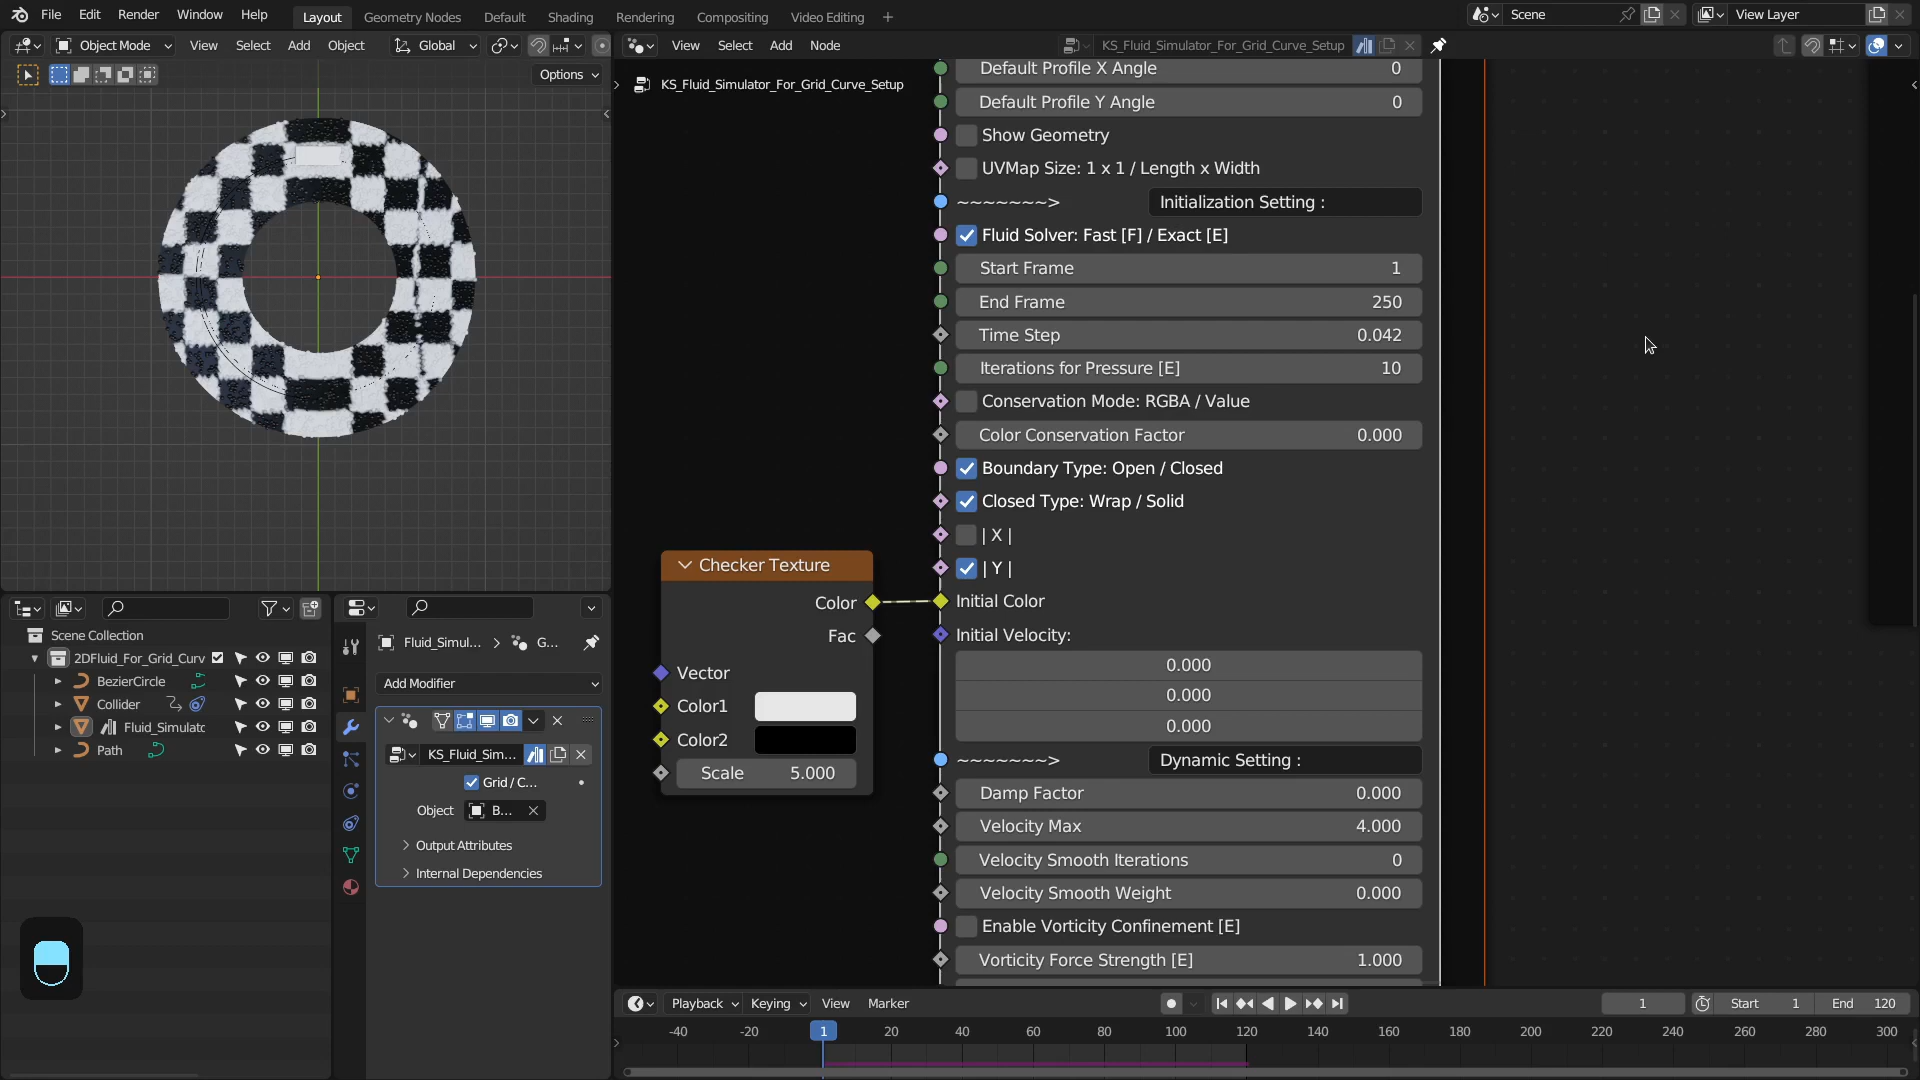 File Edit Render Window Help Layout Geometry Nodes Default Shading Rendering Compositing Video Editing + Scene View Layer
Object Mode View Select Add Object Global
Options
View Select Add Node KS_Fluid_Simulator_For_Grid_Curve_Setup
KS_Fluid_Simulator_For_Grid_Curve_Setup
Default Profile X Angle 0
Default Profile Y Angle 0
Show Geometry
UVMap Size: 1 x 1 / Length x Width
~~~~~~~> Initialization Setting :
Fluid Solver: Fast [F] / Exact [E]
Start Frame 1
End Frame 250
Time Step 0.042
Iterations for Pressure [E] 10
Conservation Mode: RGBA / Value
Color Conservation Factor 0.000
Boundary Type: Open / Closed
Closed Type: Wrap / Solid
| X |
| Y |
Initial Color
Initial Velocity:
0.000
0.000
0.000
~~~~~~~> Dynamic Setting :
Damp Factor 0.000
Velocity Max 4.000
Velocity Smooth Iterations 0
Velocity Smooth Weight 0.000
Enable Vorticity Confinement [E]
Vorticity Force Strength [E] 1.000
Checker Texture
Color
Fac
Vector
Color1
Color2
Scale 5.000
Scene Collection
2DFluid_For_Grid_Curv
BezierCircle
Collider
Fluid_Simulatc
Path
Fluid_Simul... > G...
Add Modifier
KS_Fluid_Sim...
Grid / C...
Object B...
Output Attributes
Internal Dependencies
Playback Keying View Marker 1 Start 1 End 120
-40 -20 1 20 40 60 80 100 120 140 160 180 200 220 240 260 280 300